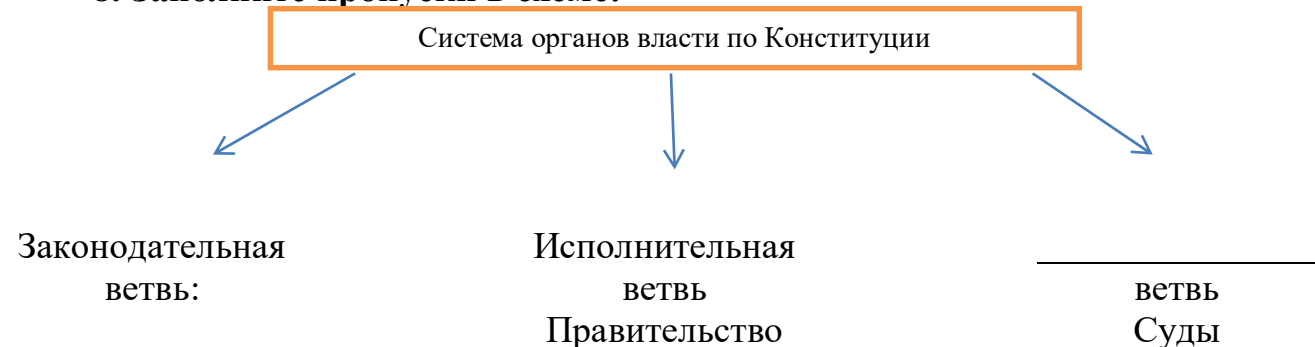 Система органов власти по Конституции
Законодательная
ветвь:
Исполнительная
ветвь
Правительство
ветвь
Суды